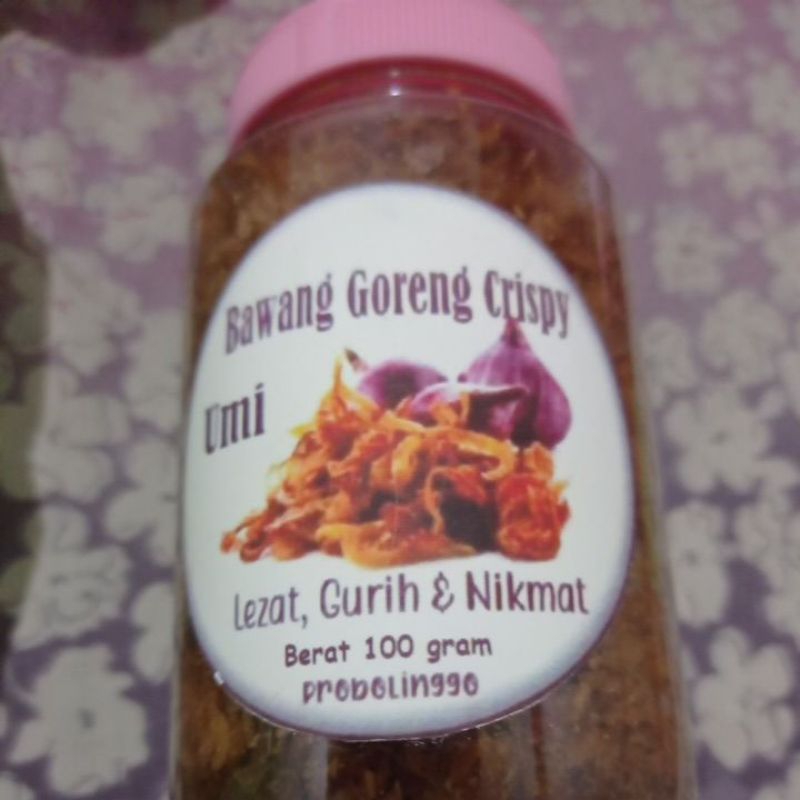 Bawang Goreng Crispy
Umi
Lezat, Gurih & Nikmat
Berat 100 gram
Probolinggo